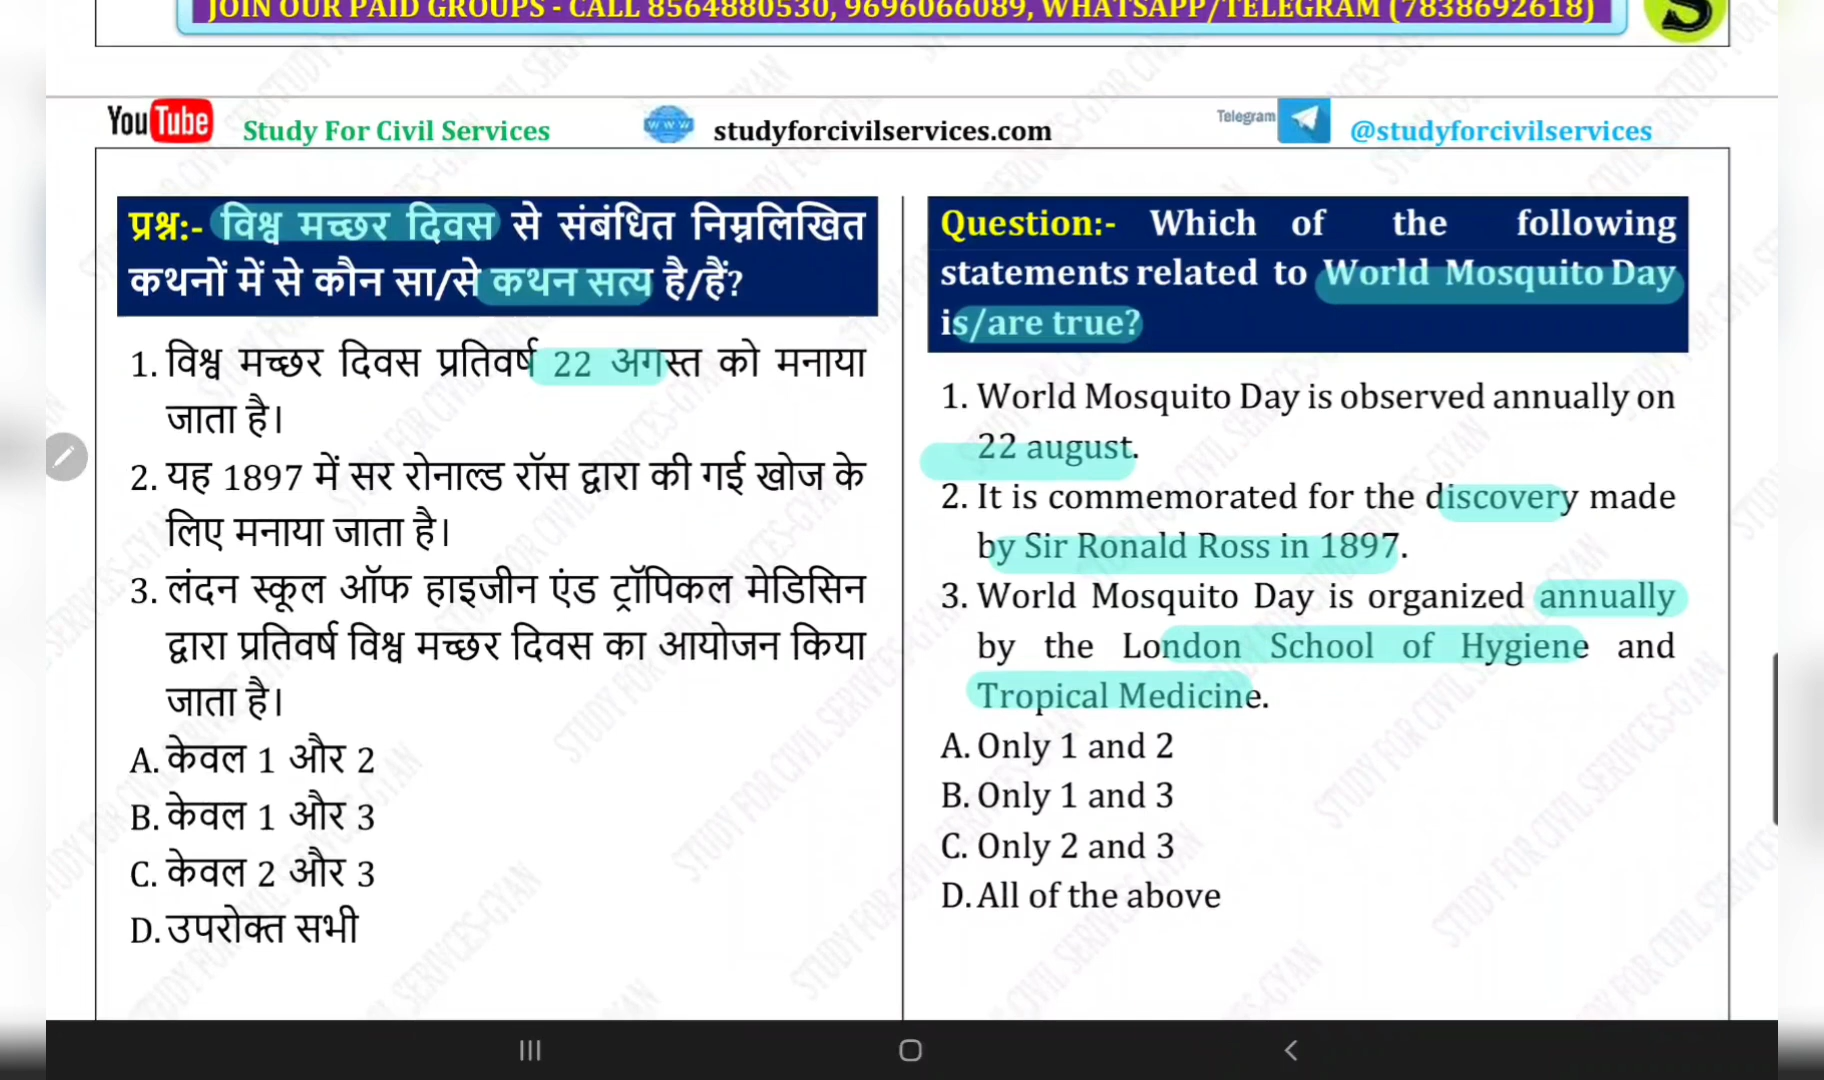 JOIN OUR PAID GROUPS - CALL 8564880530, 9696066089, WHATSAPP/TELEGRAM (7838692618)
S
YouTube Study For Civil Services
www studyforcivilservices.com
Telegram @studyforcivilservices
प्रश्न:- विश्व मच्छर दिवस से संबंधित निम्नलिखित
कथनों में से कौन सा/से कथन सत्य है/हैं?
1. विश्व मच्छर दिवस प्रतिवर्ष 22 अगस्त को मनाया
जाता है।
2. यह 1897 में सर रोनाल्ड रॉस द्वारा की गई खोज के
लिए मनाया जाता है।
3. लंदन स्कूल ऑफ हाइजीन एंड ट्रॉपिकल मेडिसिन
द्वारा प्रतिवर्ष विश्व मच्छर दिवस का आयोजन किया
जाता है।
A. केवल 1 और 2
B. केवल 1 और 3
C. केवल 2 और 3
D. उपरोक्त सभी
Question:- Which of the following
statements related to World Mosquito Day
is/are true?
1. World Mosquito Day is observed annually on
22 august.
2. It is commemorated for the discovery made
by Sir Ronald Ross in 1897.
3. World Mosquito Day is organized annually
by the London School of Hygiene and
Tropical Medicine.
A. Only 1 and 2
B. Only 1 and 3
C. Only 2 and 3
D. All of the above
STUDY FOR CIVIL SERIVCES-GYAN